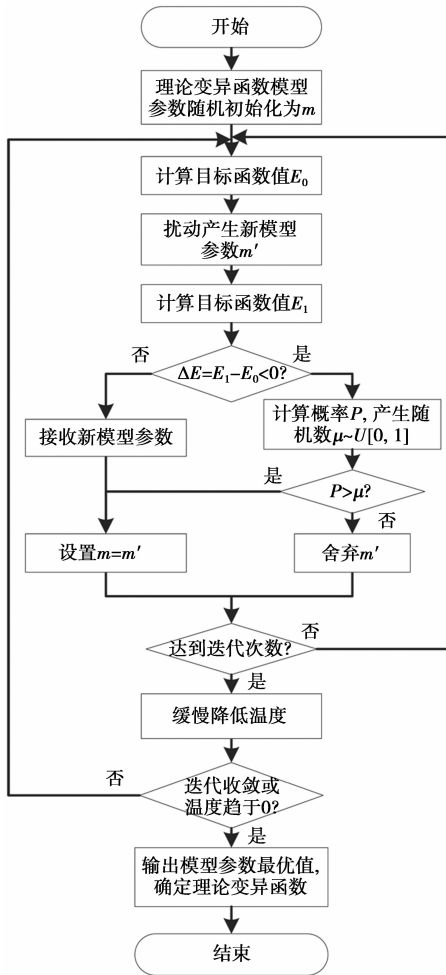 开始
理论变异函数模型
参数随机初始化为m
计算目标函数值E₀
扰动产生新模型
参数m′
计算目标函数值E₁
否
ΔE=E₁−E₀<0?
是
接收新模型参数
计算概率P, 产生随
机数μ~U[0, 1]
是
P>μ?
否
设置m=m′
舍弃m′
达到迭代次数?
否
是
缓慢降低温度
否
迭代收敛或
温度趋于0?
是
输出模型参数最优值,
确定理论变异函数
结束